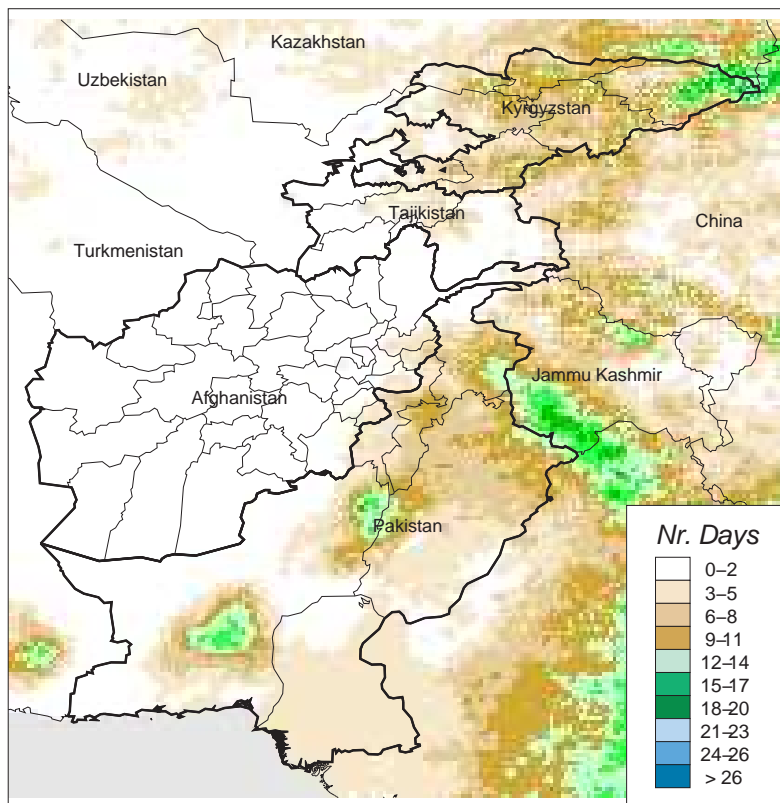 Kazakhstan
Uzbekistan
Kyrgyzstan
Tajikistan
China
Turkmenistan
Jammu Kashmir
Afghanistan
Pakistan
Nr. Days
0–2
3–5
6–8
9–11
12–14
15–17
18–20
21–23
24–26
> 26